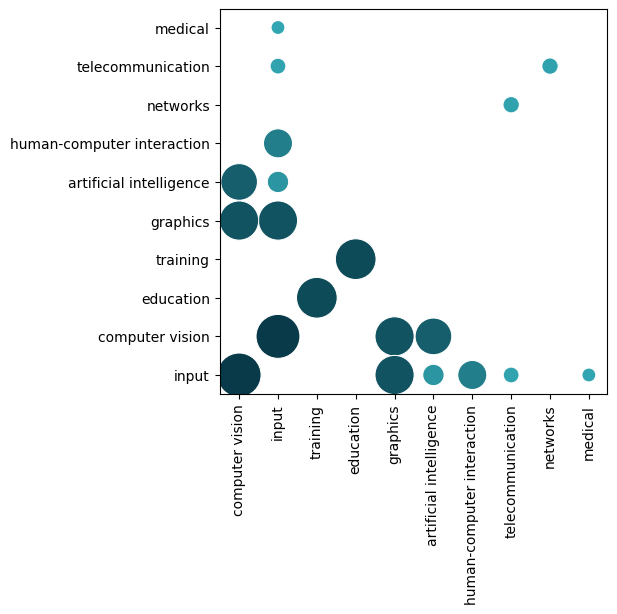 medical
telecommunication
networks
human-computer interaction
artificial intelligence
graphics
training
education
computer vision
input
computer vision
input
training
education
graphics
artificial intelligence
human-computer interaction
telecommunication
networks
medical